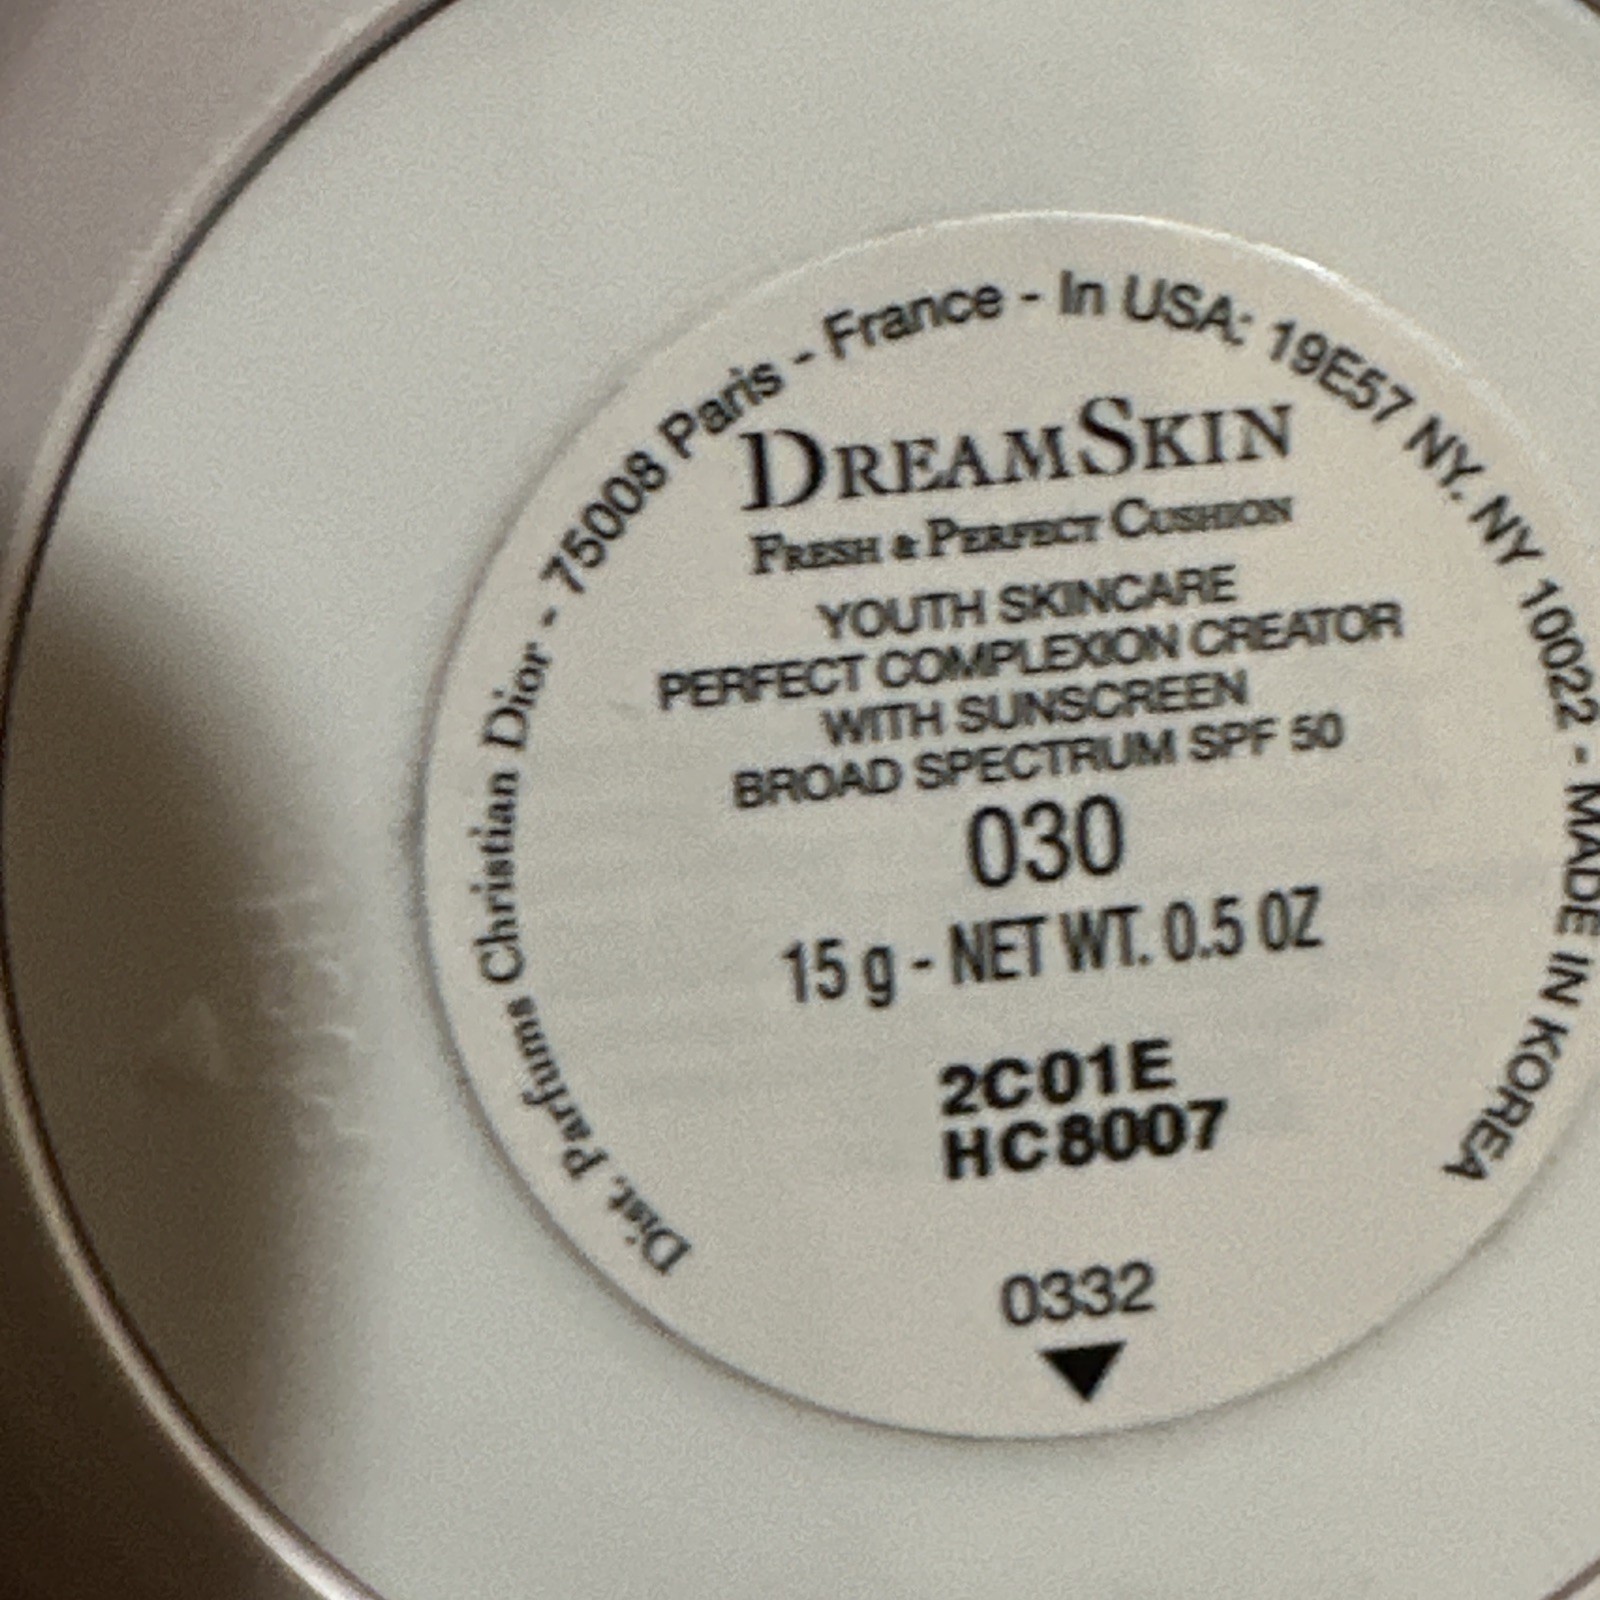 Dist. Parfums Christian Dior - 75008 Paris - France - In USA: 19E57 NY. NY 10022 - MADE IN KOREA
DREAMSKIN
FRESH & PERFECT CUSHION
YOUTH SKINCARE
PERFECT COMPLEXION CREATOR
WITH SUNSCREEN
BROAD SPECTRUM SPF 50
030
15 g - NET WT. 0.5 OZ
2C01E
HC8007
0332